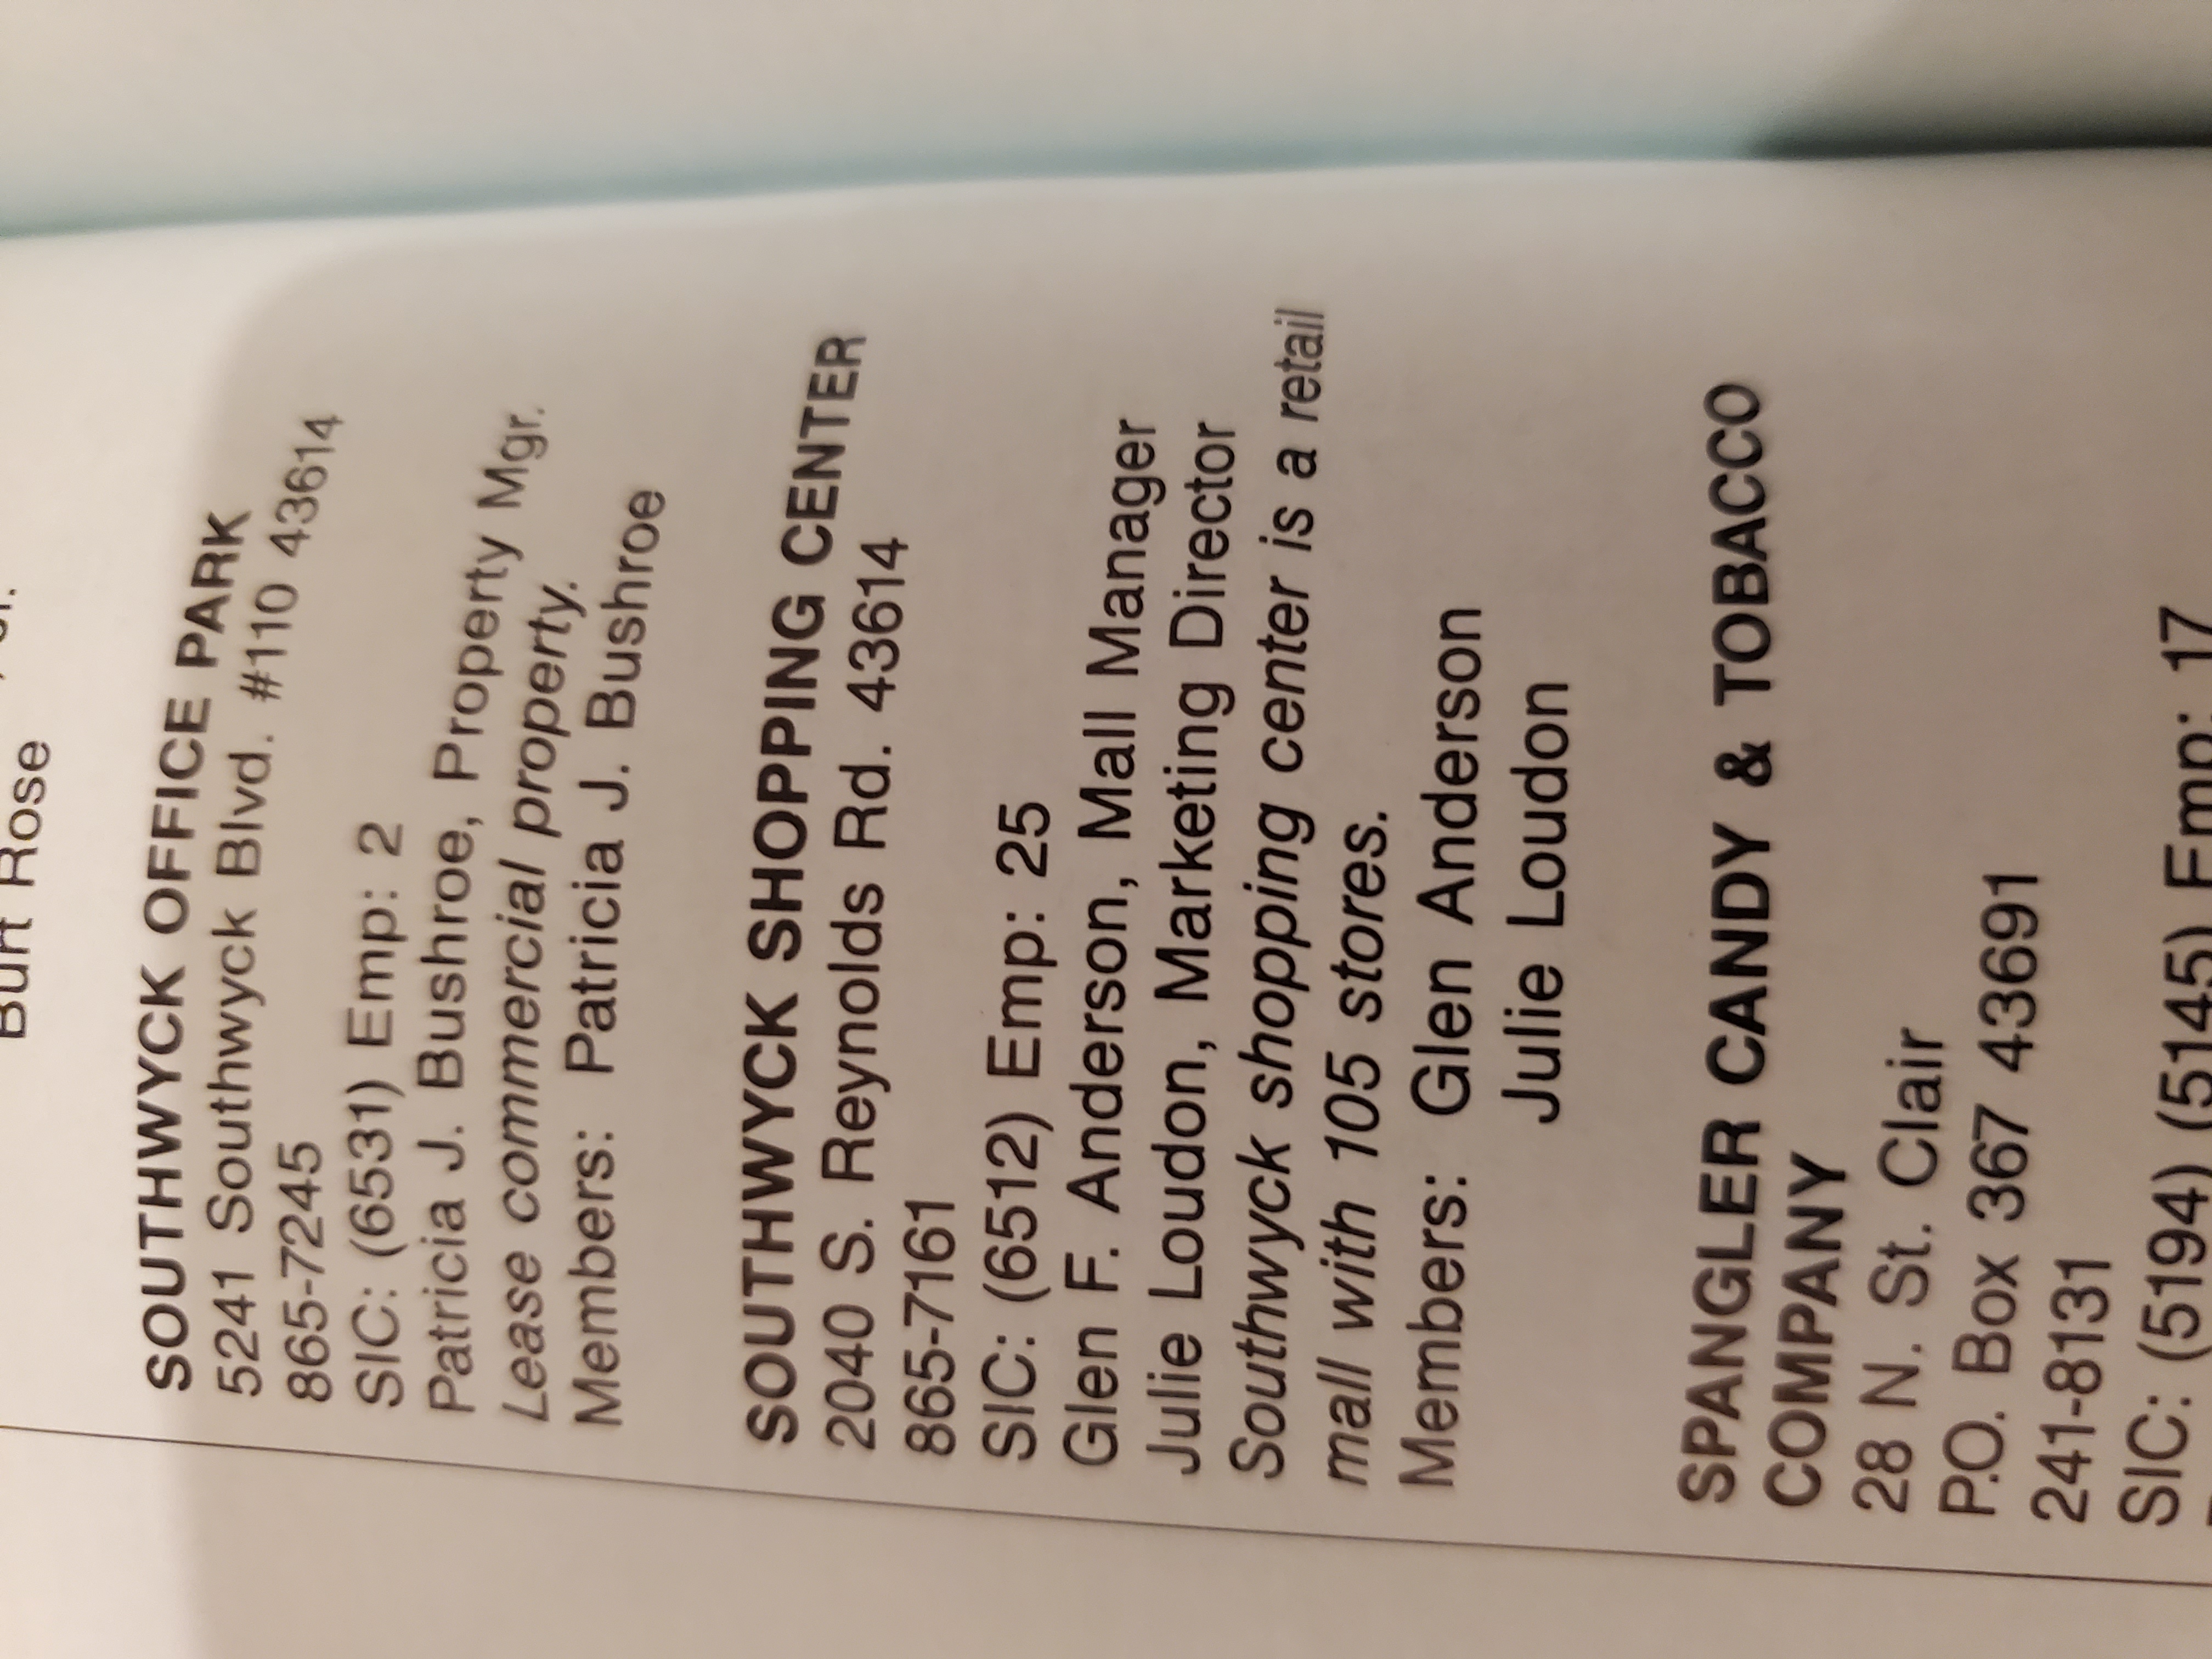 Burt Rose
SOUTHWYCK OFFICE PARK
5241 Southwyck Blvd. #110 43614
865-7245
SIC: (6531) Emp: 2
Patricia J. Bushroe, Property Mgr.
Lease commercial property.
Members: Patricia J. Bushroe
SOUTHWYCK SHOPPING CENTER
2040 S. Reynolds Rd. 43614
865-7161
SIC: (6512) Emp: 25
Glen F. Anderson, Mall Manager
Julie Loudon, Marketing Director
Southwyck shopping center is a retail
mall with 105 stores.
Members: Glen Anderson
Julie Loudon
SPANGLER CANDY & TOBACCO
COMPANY
28 N. St. Clair
P.O. Box 367 43691
241-8131
SIC: (5194) (5145) Emp: 17